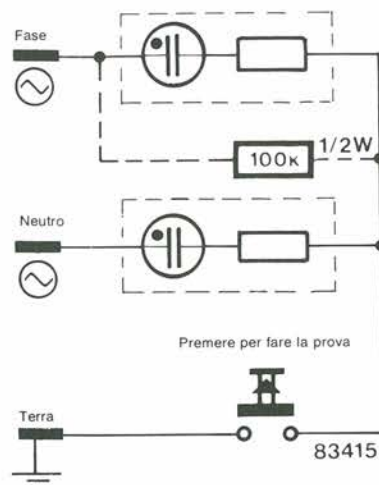 Fase
100K
1/2W
Neutro
Premere per fare la prova
Terra
83415